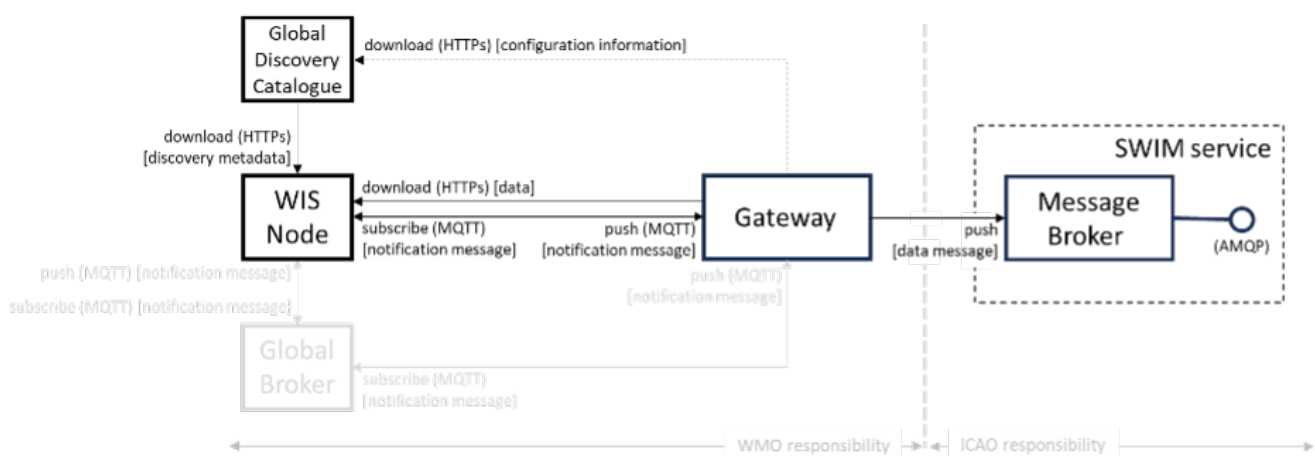 Global
Discovery
Catalogue
download (HTTPs) [configuration information]
download (HTTPs)
[discovery metadata]
SWIM service
WIS
Node
download (HTTPs) [data]
subscribe (MQTT)
[notification message]
push (MQTT)
[notification message]
Gateway
push
[data message]
Message
Broker
(AMQP)
push (MQTT) [notification message]
subscribe (MQTT) [notification message]
push (MQTT)
[notification message]
Global
Broker
subscribe (MQTT)
[notification message]
WMO responsibility
ICAO responsibility